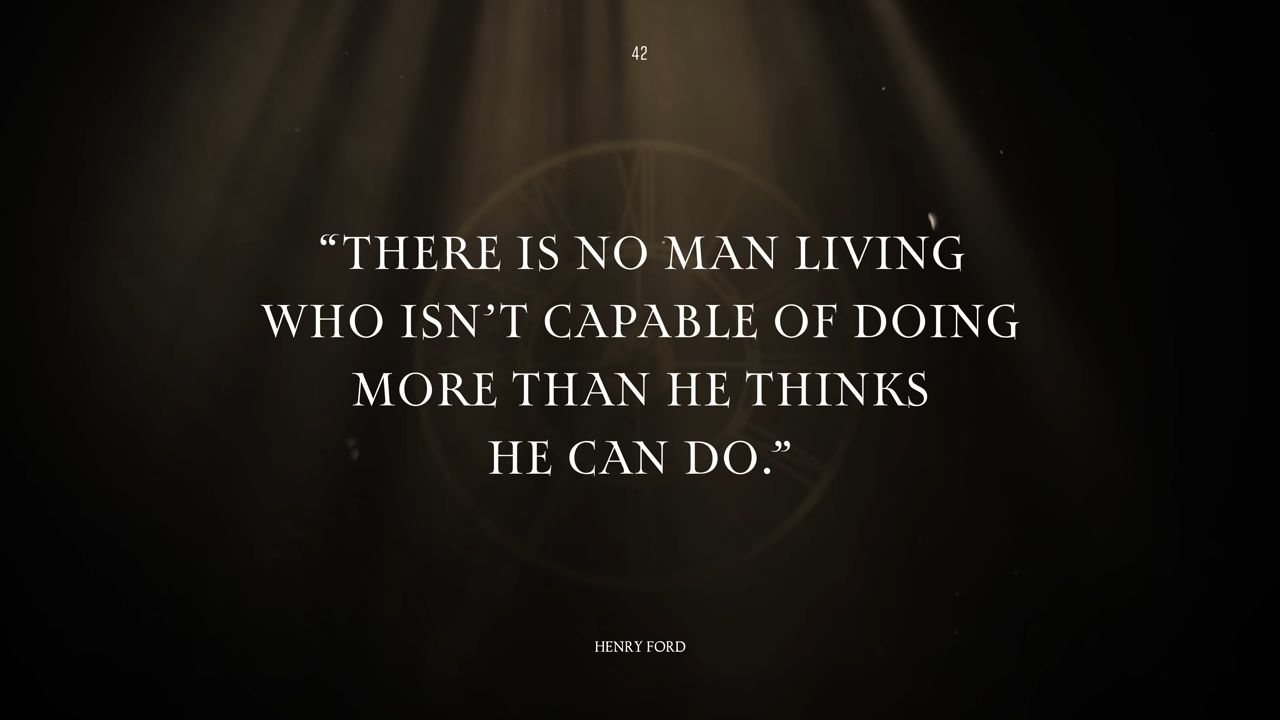 42
“THERE IS NO MAN LIVING
WHO ISN’T CAPABLE OF DOING
MORE THAN HE THINKS
HE CAN DO.”
HENRY FORD